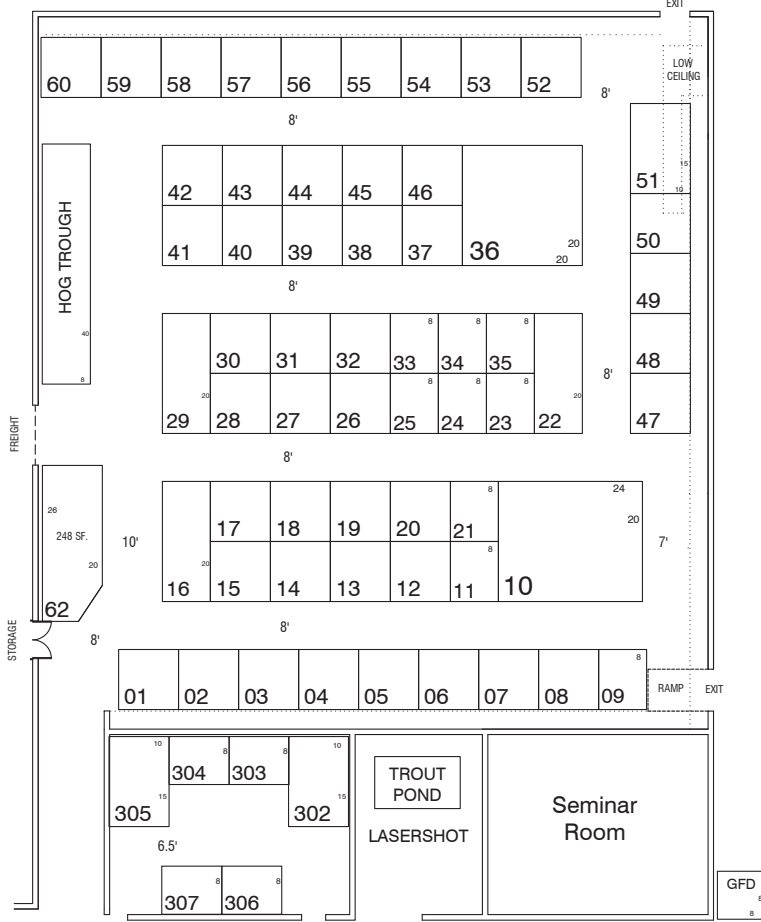 EXIT
60 59 58 57 56 55 54 53 52
LOW
CEILING
8'
8'
51
15
10
HOG TROUGH
40
8
42 43 44 45 46
41 40 39 38 37 36
20
20
50
8'
49
30 31 32 33 34 35
8 8 8
48
8'
29 28 27 26 25 24 23 22
20 8 8 8 20
47
FREIGHT
8'
26
248 SF.
20
62
10'
17 18 19 20 21
8
24
20
7'
16 15 14 13 12 11 10
20 8
STORAGE
8'
8'
01 02 03 04 05 06 07 08 09
8
RAMP
EXIT
305
10
15
304
8
303
8
302
10
15
TROUT
POND
LASERSHOT
Seminar
Room
6.5'
307
8
306
8
GFD
8
8